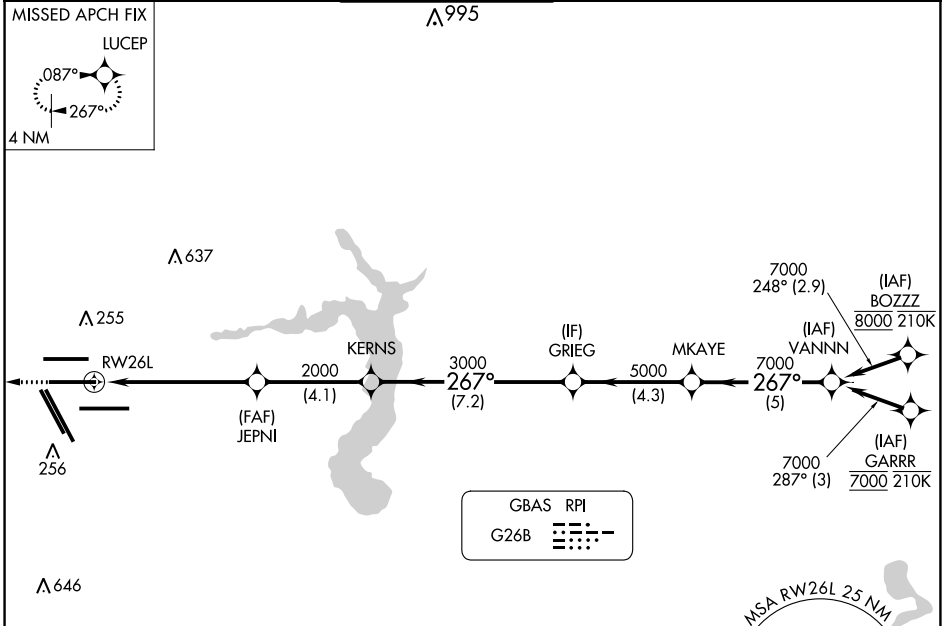 MISSED APCH FIX
LUCEP
087°
267°
4 NM
995
637
255
RW26L
256
646
(FAF)
JEPNI
2000
(4.1)
KERNS
3000
267°
(7.2)
(IF)
GRIEG
5000
(4.3)
MKAYE
7000
267°
(5)
(IAF)
VANNN
7000
248° (2.9)
(IAF)
BOZZZ
8000 210K
7000
287° (3)
(IAF)
GARRR
7000 210K
GBAS RPI
G26B
MSA RW26L 25 NM